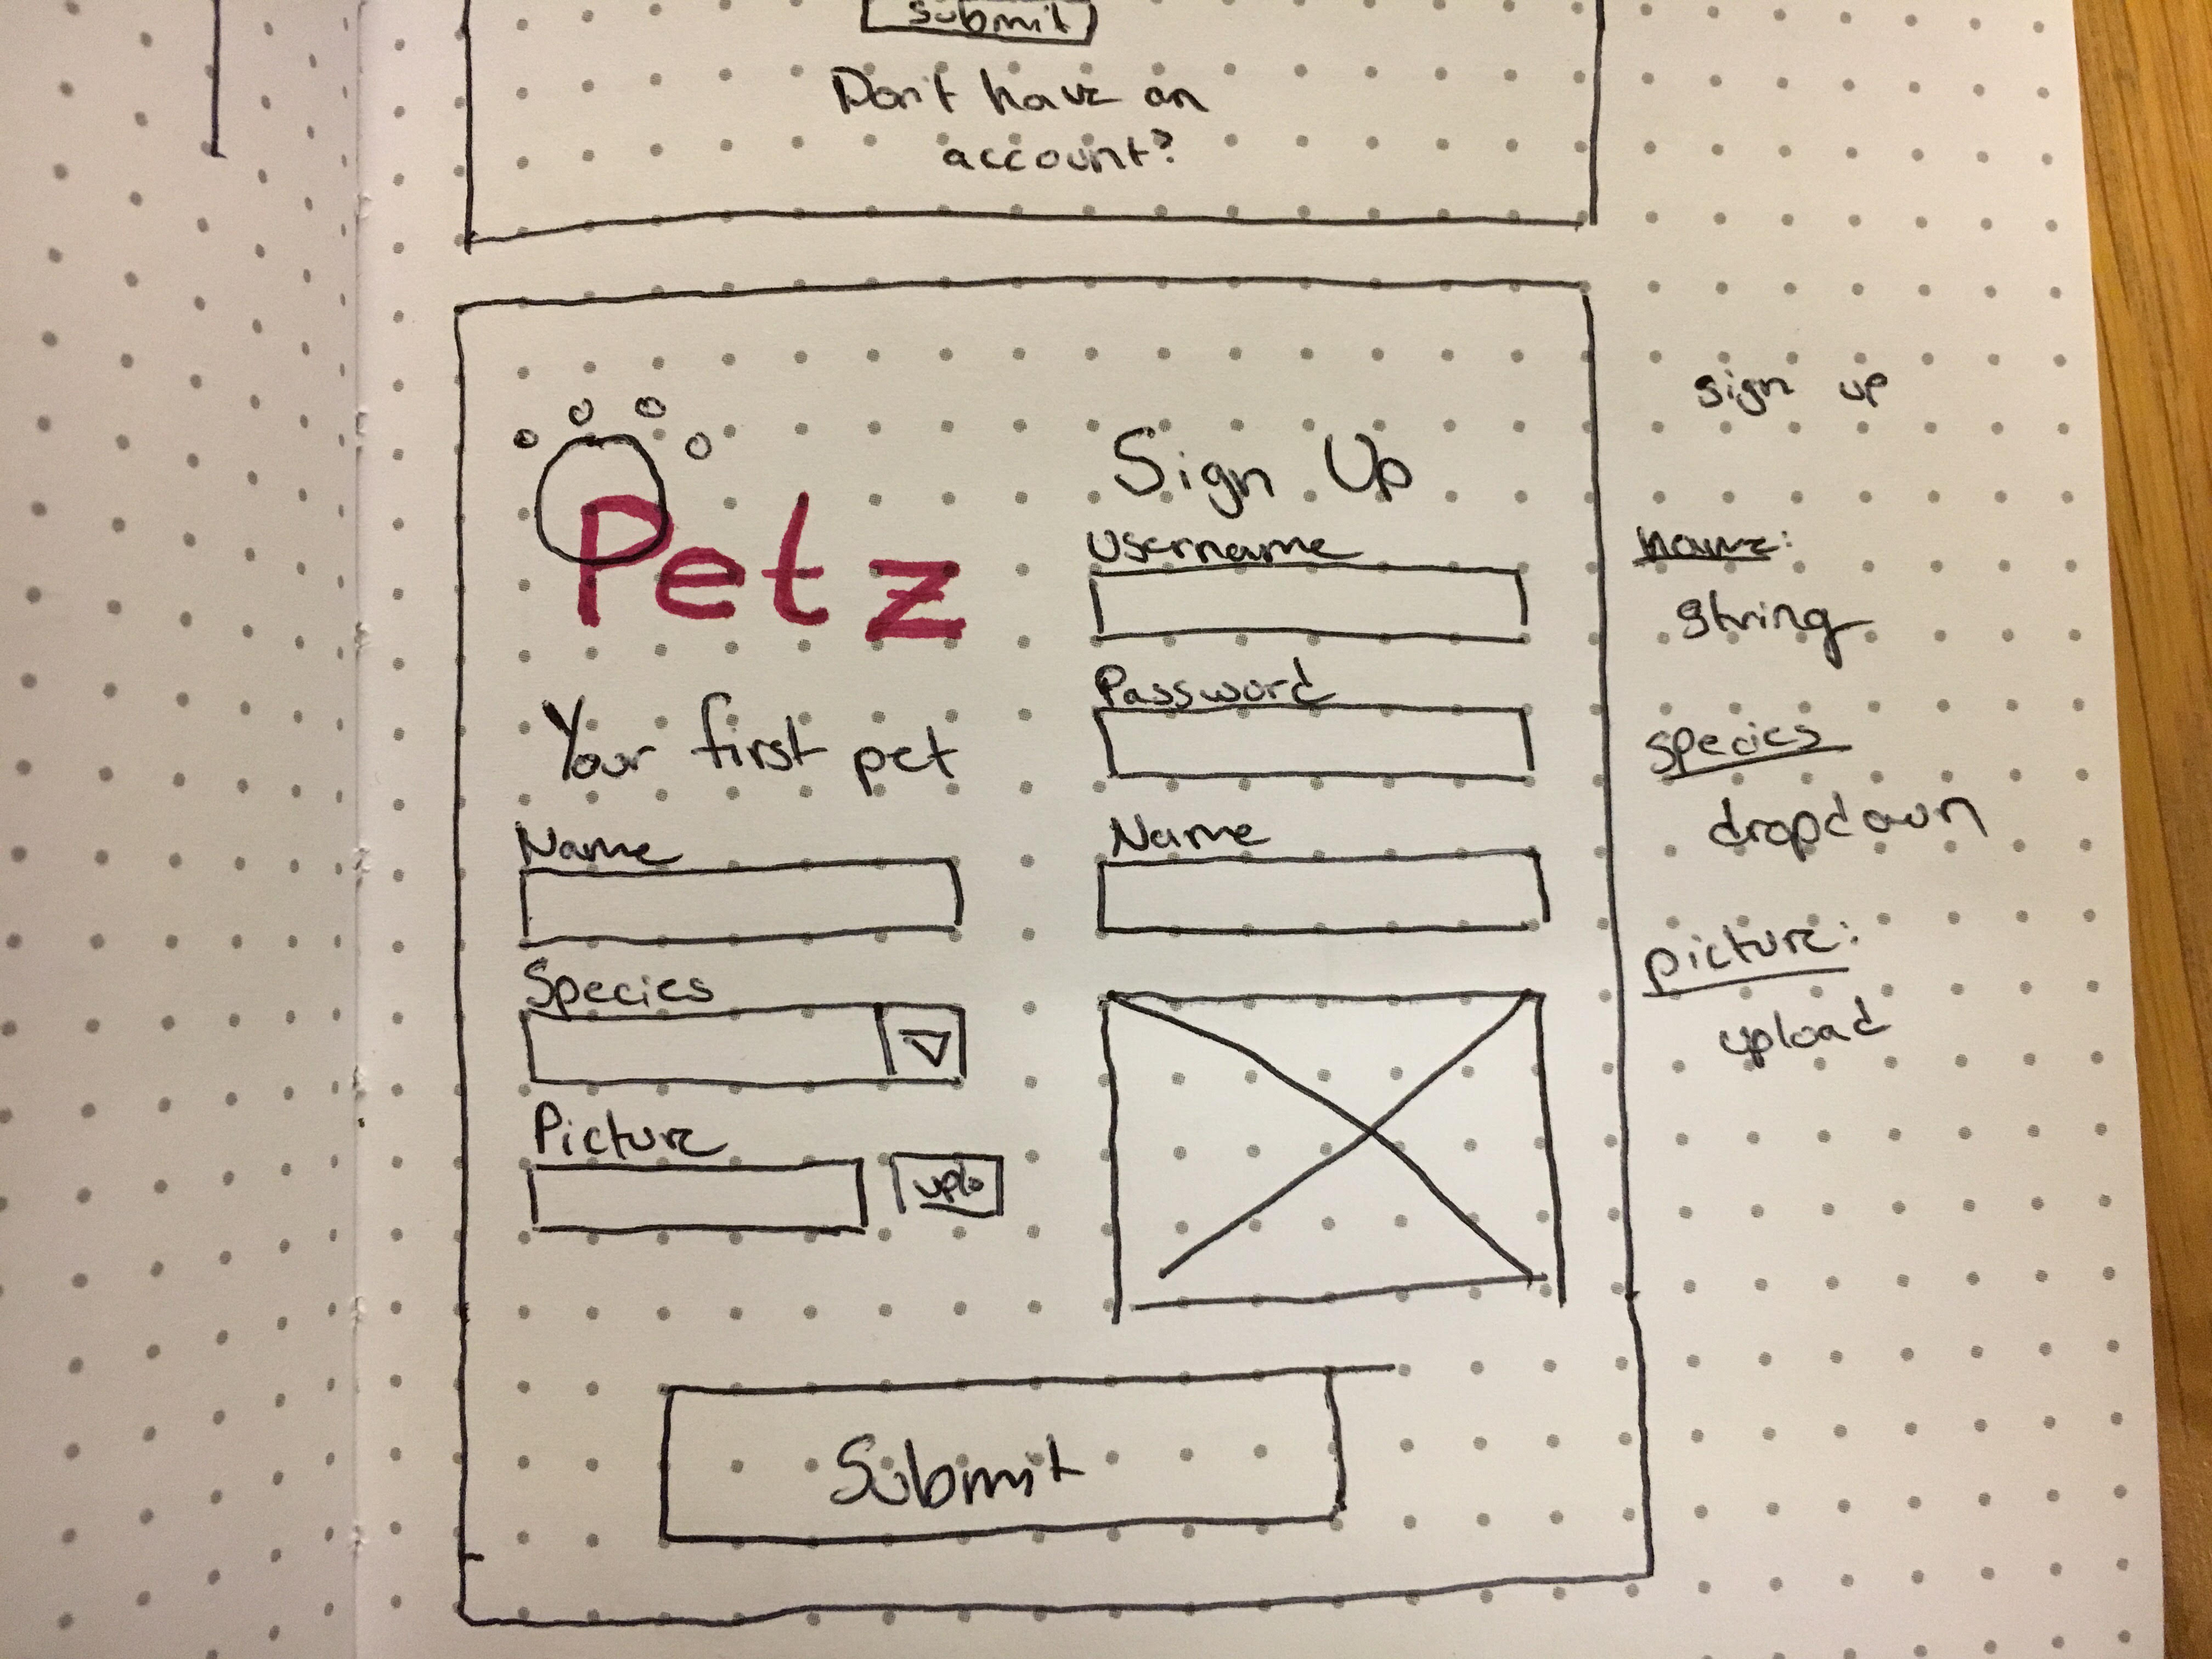 submit
Don't have an
account?
sign up
Sign Up
Petz
Username
name:
string
Password
Your first pet
species
dropdown
Name
Name
Species
picture:
upload
Picture
uplo
Submit